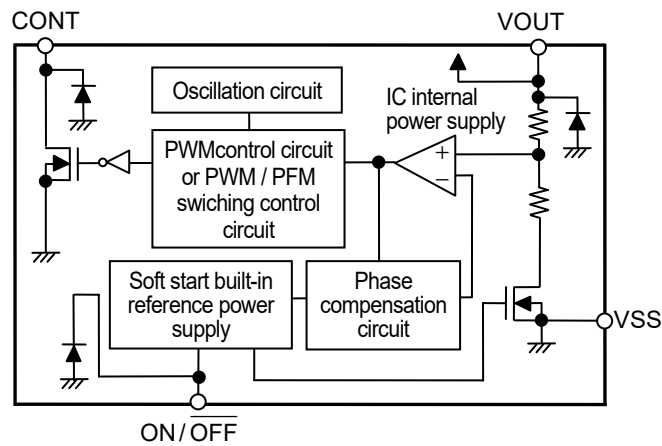 CONT
VOUT
Oscillation circuit
IC internal
power supply
PWMcontrol circuit
or PWM / PFM
swiching control
circuit
+
−
Soft start built-in
reference power
supply
Phase
compensation
circuit
VSS
ON/OFF